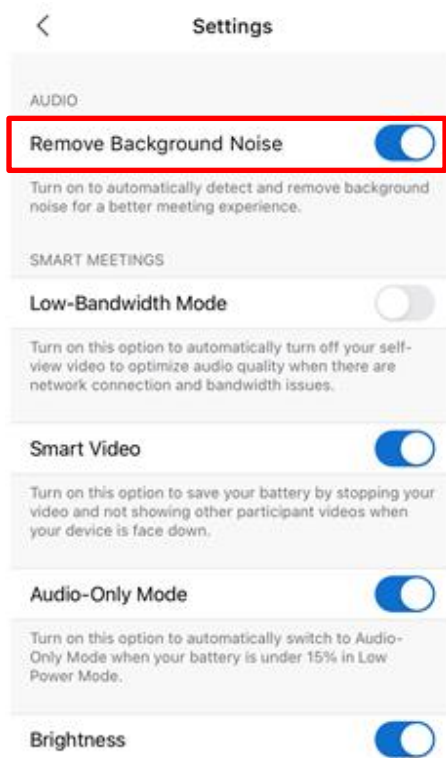 Settings
AUDIO
Remove Background Noise
Turn on to automatically detect and remove background
noise for a better meeting experience.
SMART MEETINGS
Low-Bandwidth Mode
Turn on this option to automatically turn off your self-
view video to optimize audio quality when there are
network connection and bandwidth issues.
Smart Video
Turn on this option to save your battery by stopping your
video and not showing other participant videos when
your device is face down.
Audio-Only Mode
Turn on this option to automatically switch to Audio-
Only Mode when your battery is under 15% in Low
Power Mode.
Brightness